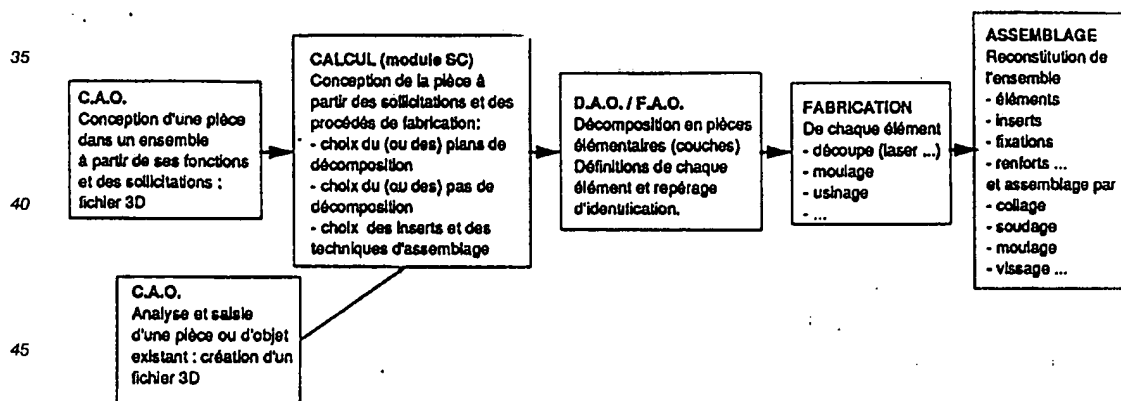 35
C.A.O.
Conception d'une pièce
dans un ensemble
à partir de ses fonctions
et des sollicitations :
fichier 3D
CALCUL (module SC)
Conception de la pièce à
partir des sollicitations et des
procédés de fabrication:
- choix du (ou des) plans de
décomposition
- choix du (ou des) pas de
décomposition
- choix des inserts et des
techniques d'assemblage
D.A.O. / F.A.O.
Décomposition en pièces
élémentaires (couches)
Définitions de chaque
élément et repérage
d'identification.
FABRICATION
De chaque élément
- découpe (laser ...)
- moulage
- usinage
- ...
ASSEMBLAGE
Reconstitution de
l'ensemble
- éléments
- inserts
- fixations
- renforts ...
et assemblage par
- collage
- soudage
- moulage
- vissage ...
40
C.A.O.
Analyse et saisie
d'une pièce ou d'objet
existant : création d'un
fichier 3D
45